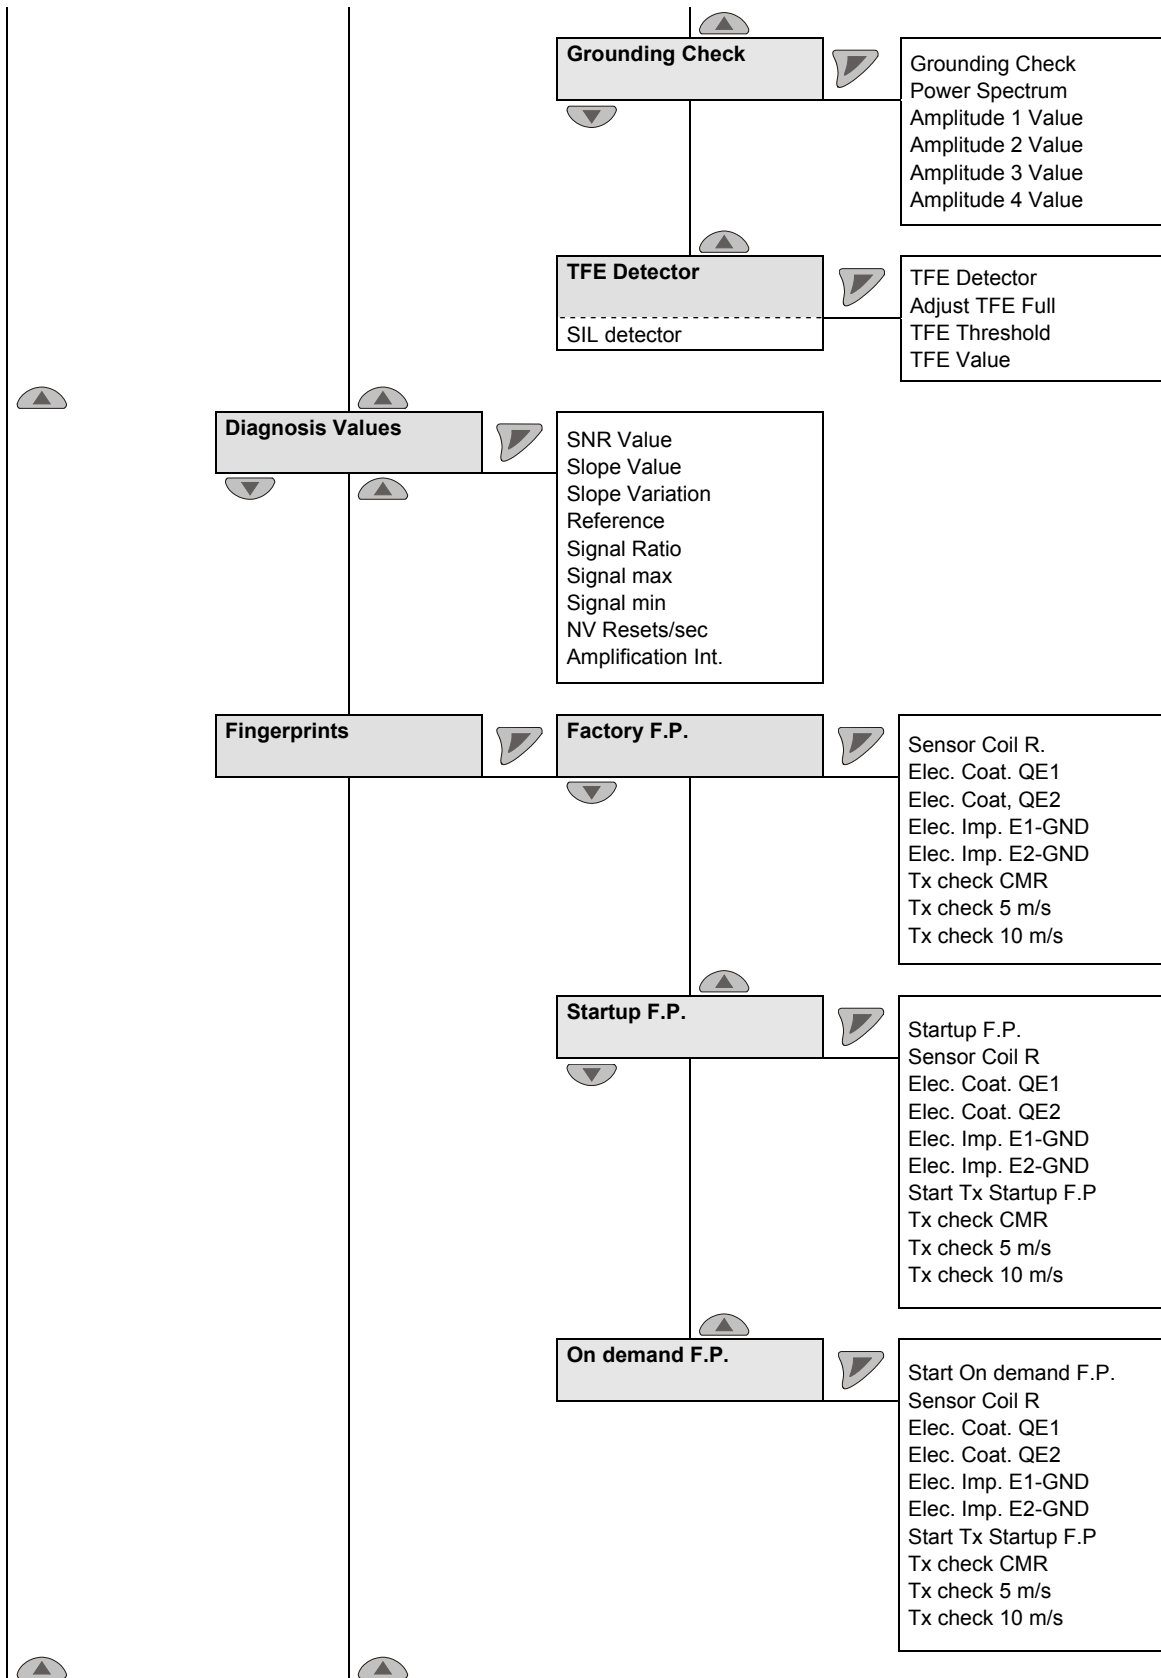 Grounding Check
Grounding Check
Power Spectrum
Amplitude 1 Value
Amplitude 2 Value
Amplitude 3 Value
Amplitude 4 Value
TFE Detector
SIL detector
TFE Detector
Adjust TFE Full
TFE Threshold
TFE Value
Diagnosis Values
SNR Value
Slope Value
Slope Variation
Reference
Signal Ratio
Signal max
Signal min
NV Resets/sec
Amplification Int.
Fingerprints
Factory F.P.
Sensor Coil R.
Elec. Coat. QE1
Elec. Coat, QE2
Elec. Imp. E1-GND
Elec. Imp. E2-GND
Tx check CMR
Tx check 5 m/s
Tx check 10 m/s
Startup F.P.
Startup F.P.
Sensor Coil R
Elec. Coat. QE1
Elec. Coat. QE2
Elec. Imp. E1-GND
Elec. Imp. E2-GND
Start Tx Startup F.P
Tx check CMR
Tx check 5 m/s
Tx check 10 m/s
On demand F.P.
Start On demand F.P.
Sensor Coil R
Elec. Coat. QE1
Elec. Coat. QE2
Elec. Imp. E1-GND
Elec. Imp. E2-GND
Start Tx Startup F.P
Tx check CMR
Tx check 5 m/s
Tx check 10 m/s